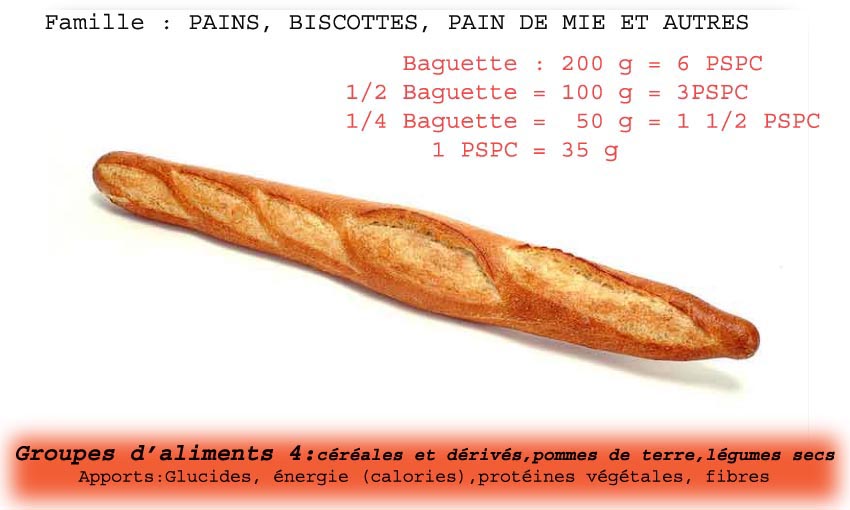 Famille : PAINS, BISCOTTES, PAIN DE MIE ET AUTRES
Baguette : 200 g = 6 PSPC
1/2 Baguette = 100 g = 3PSPC
1/4 Baguette = 50 g = 1 1/2 PSPC
1 PSPC = 35 g
Groupes d’aliments 4:céréales et dérivés,pommes de terre,légumes secs
Apports:Glucides, énergie (calories),protéines végétales, fibres